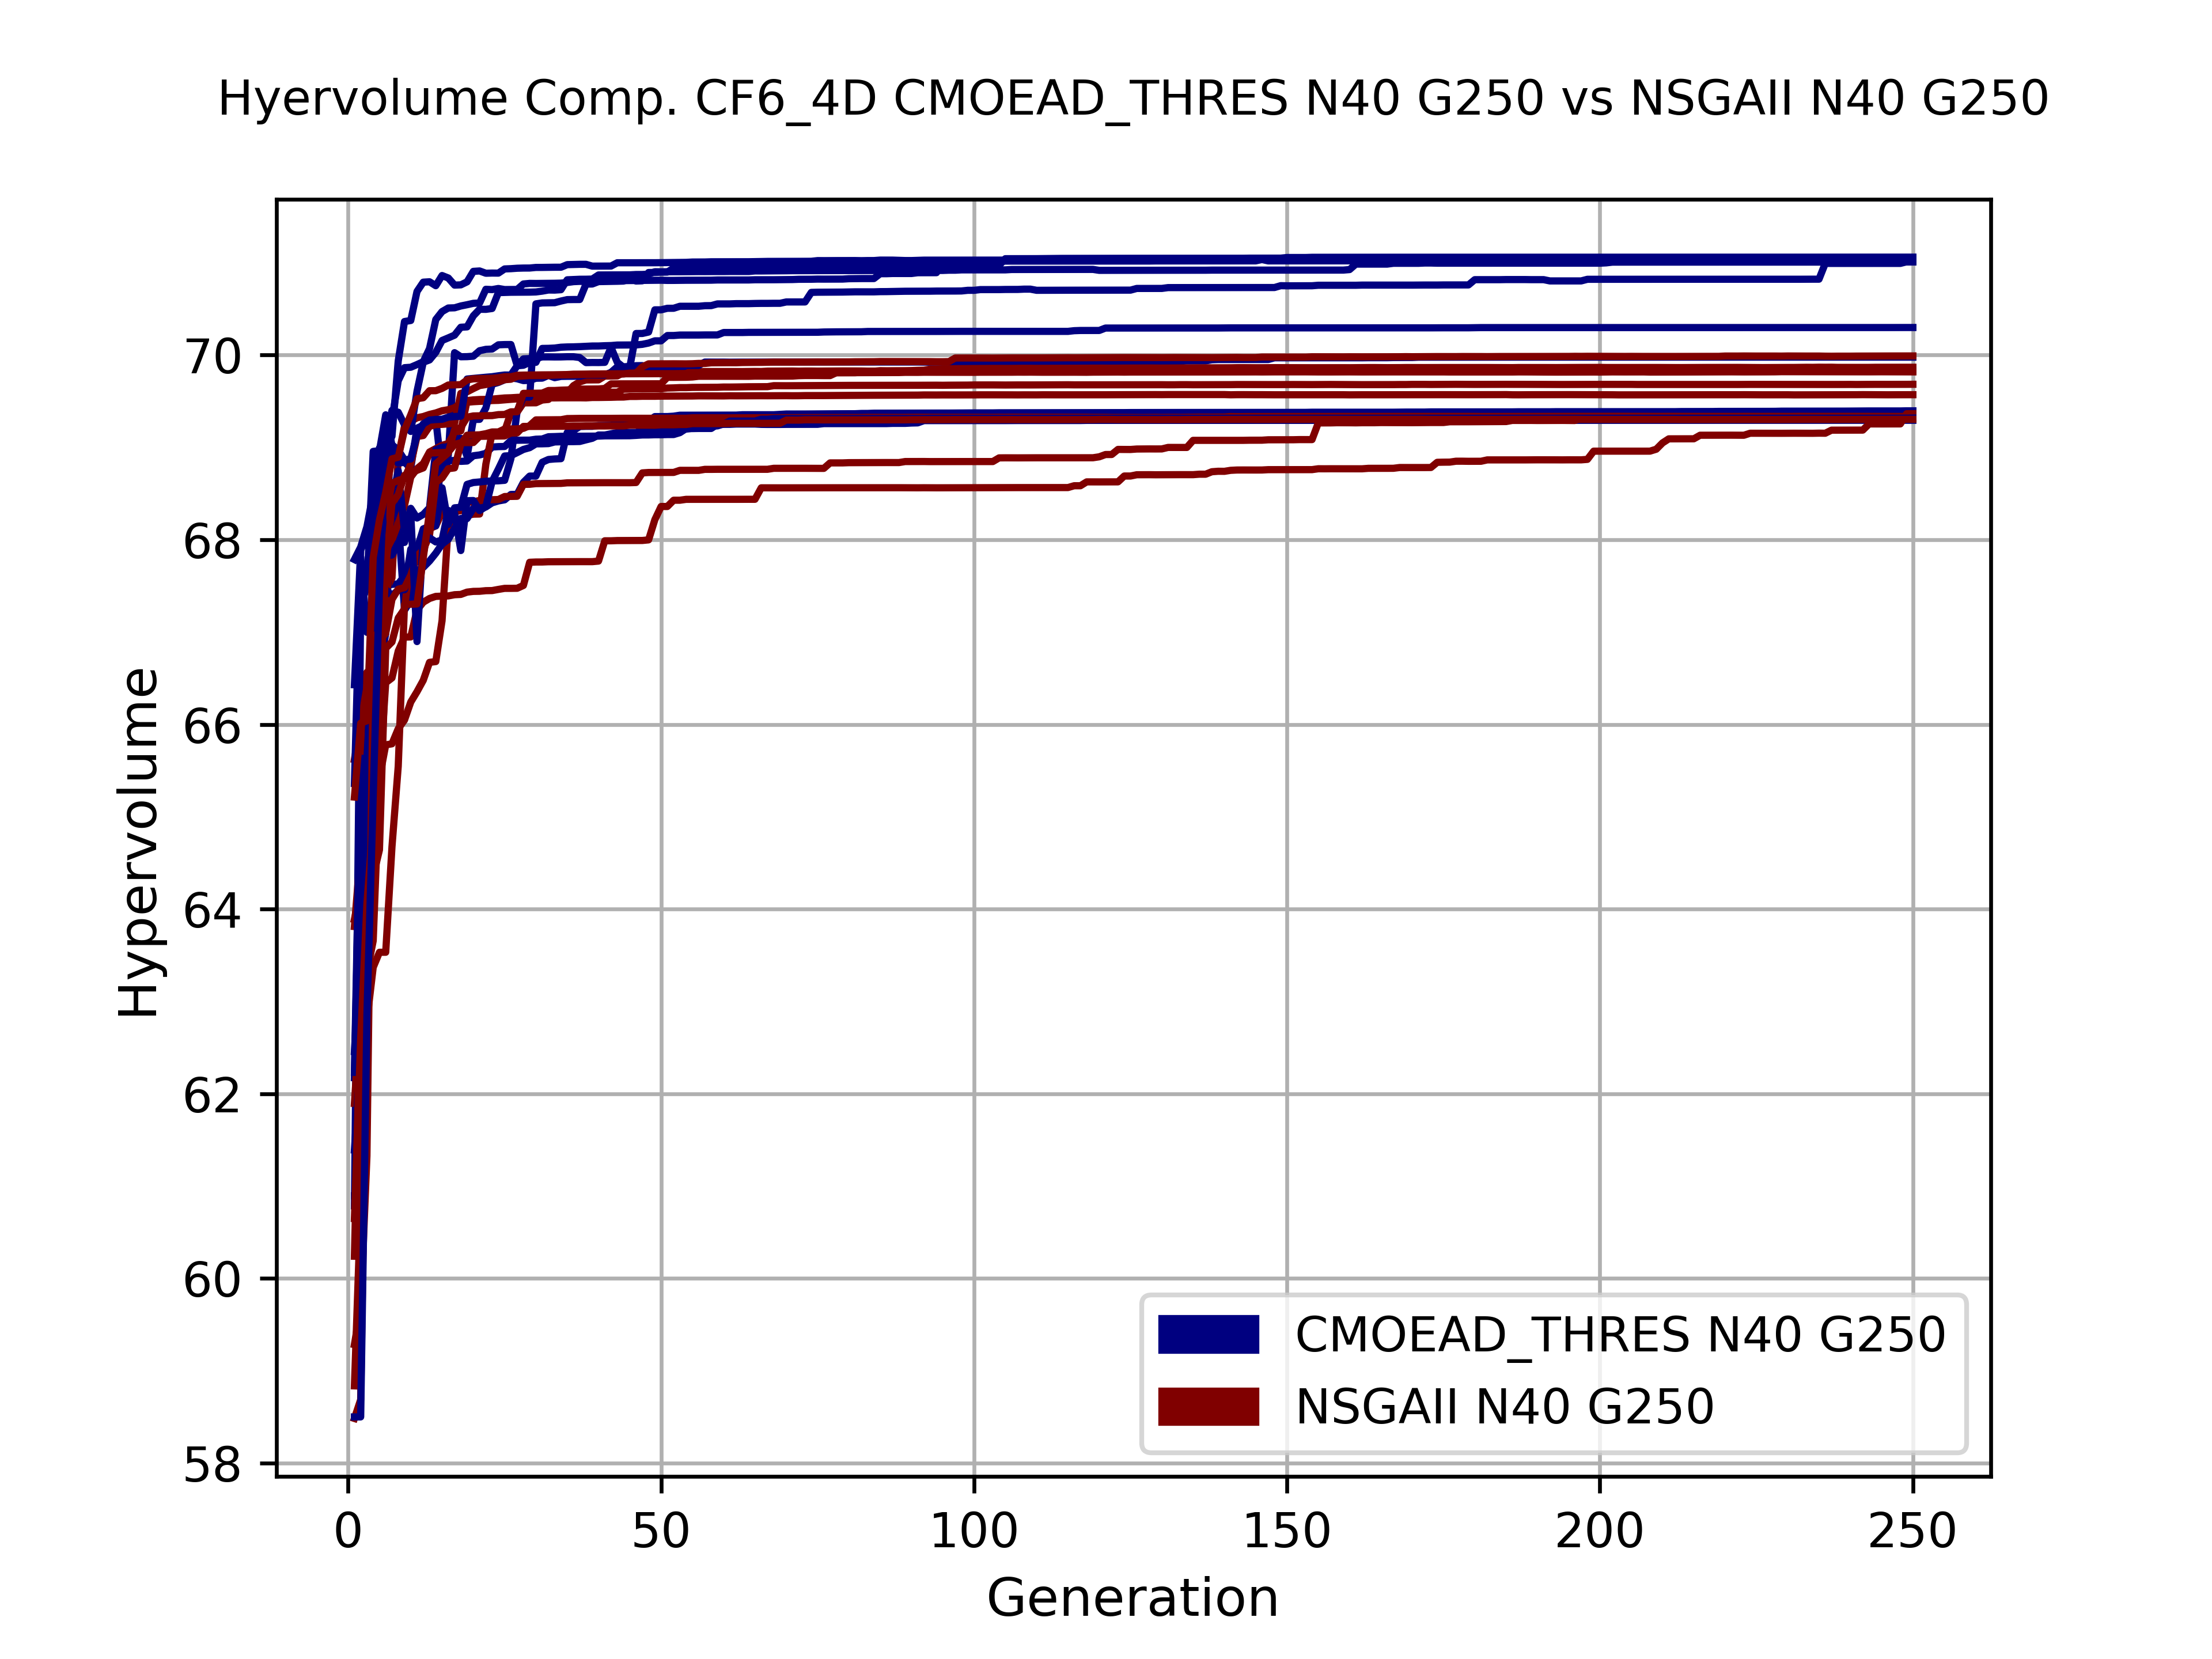 Hyervolume Comp. CF6_4D CMOEAD_THRES N40 G250 vs NSGAII N40 G250
Hypervolume
70
68
66
64
62
60
58
CMOEAD_THRES N40 G250
NSGAII N40 G250
0 50 100 150 200 250
Generation